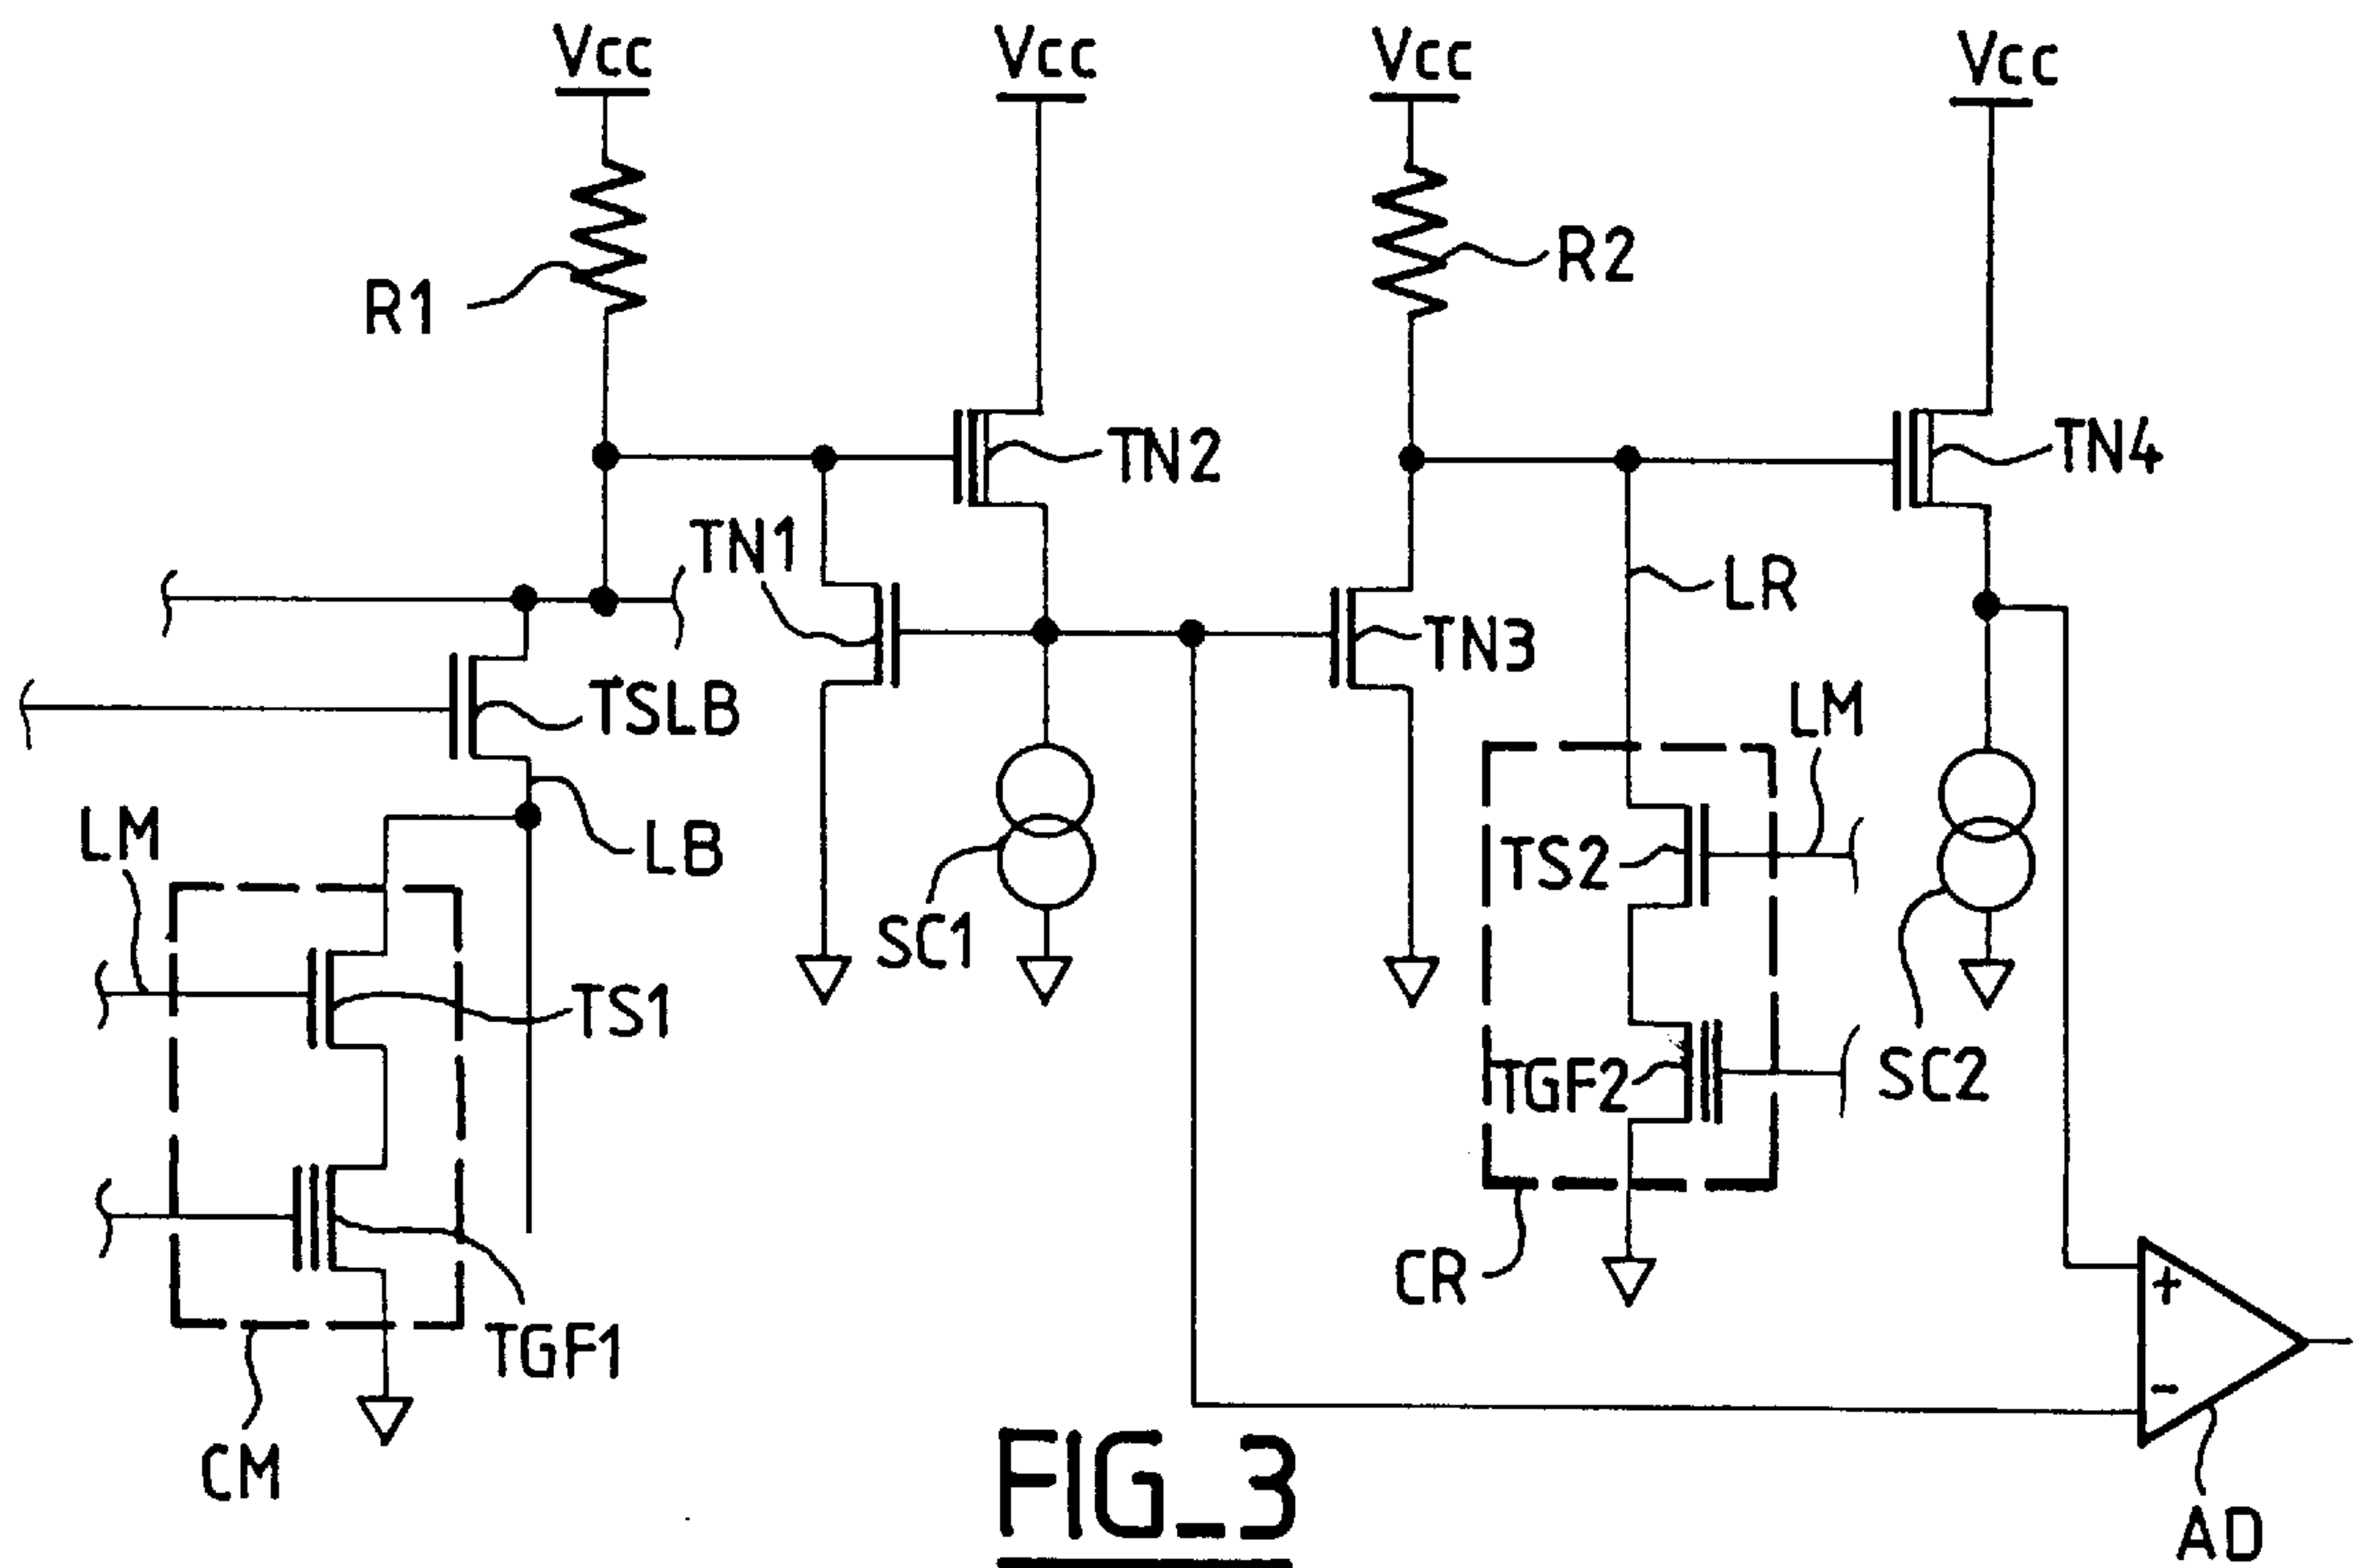 Vcc
Vcc
Vcc
Vcc
R1
R2
TN2
TN4
TN1
LR
TN3
TSLB
LM
LM
LB
TS2
SC1
TS1
TGF2
SC2
CR
+
TGF1
-
CM
FIG_3
AD